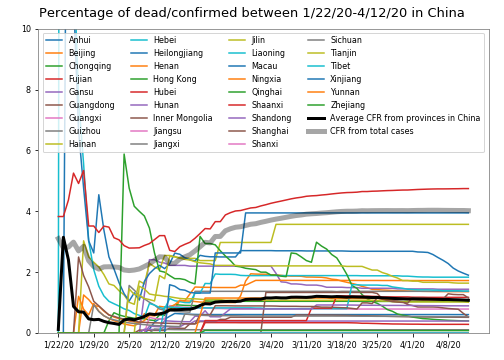 Percentage of dead/confirmed between 1/22/20-4/12/20 in China
10
8
6
4
2
0
Anhui
Beijing
Chongqing
Fujian
Gansu
Guangdong
Guangxi
Guizhou
Hainan
Hebei
Heilongjiang
Henan
Hong Kong
Hubei
Hunan
Inner Mongolia
Jiangsu
Jiangxi
Jilin
Liaoning
Macau
Ningxia
Qinghai
Shaanxi
Shandong
Shanghai
Shanxi
Sichuan
Tianjin
Tibet
Xinjiang
Yunnan
Zhejiang
Average CFR from provinces in China
CFR from total cases
1/22/20 1/29/20 2/5/20 2/12/20 2/19/20 2/26/20 3/4/20 3/11/20 3/18/20 3/25/20 4/1/20 4/8/20